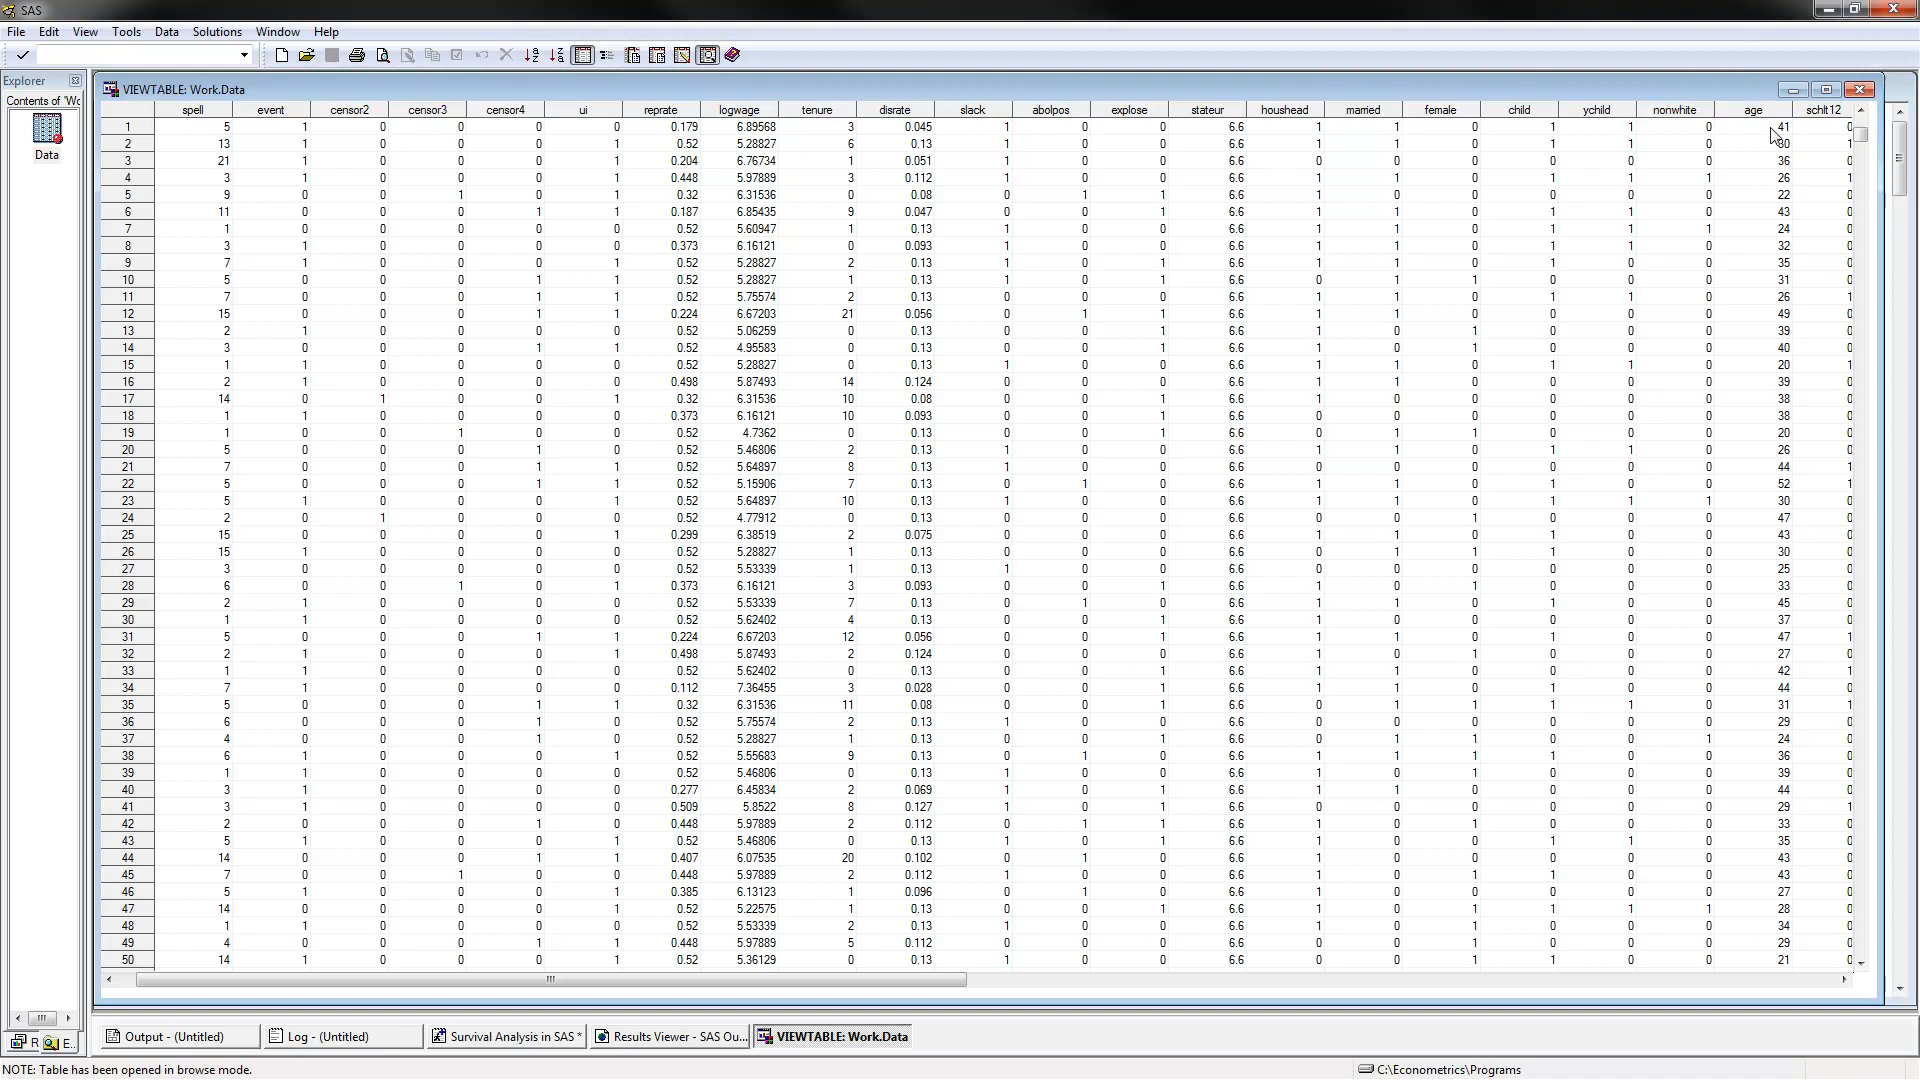 SAS
File Edit View Tools Data Solutions Window Help
Explorer
Contents of 'Wo
Data
VIEWTABLE: Work.Data
spell event censor2 censor3 censor4 ui reprate logwage tenure disrate slack abolpos explose stateur houshead married female child ychild nonwhite age schlt12
1 5 1 0 0 0 0 0.179 6.89568 3 0.045 1 0 0 6.6 1 1 0 1 1 0 41 0
2 13 1 0 0 0 1 0.52 5.28827 6 0.13 1 0 0 6.6 1 1 0 1 1 0 1
3 21 1 0 0 0 1 0.204 6.76734 1 0.051 1 0 0 6.6 1 1 0 0 0 0 36 0
4 3 1 0 0 0 1 0.448 5.97889 3 0.112 1 0 0 6.6 1 1 0 1 1 1 26 1
5 9 0 0 1 0 1 0.32 6.31536 0 0.08 0 1 1 6.6 1 0 0 0 0 0 22 0
6 11 0 0 0 1 1 0.187 6.85435 9 0.047 0 0 1 6.6 1 1 0 1 1 0 43 0
7 1 0 0 0 0 0 0.52 5.60947 1 0.13 1 0 0 6.6 1 1 0 1 1 1 24 0
8 3 1 0 0 0 0 0.373 6.16121 0 0.093 1 0 0 6.6 1 1 0 1 1 0 32 0
9 7 1 0 0 0 1 0.52 5.28827 2 0.13 1 0 0 6.6 1 1 0 0 0 0 35 0
10 5 0 0 0 1 1 0.52 5.28827 1 0.13 1 0 1 6.6 0 1 1 0 0 0 31 0
11 7 0 0 0 1 1 0.52 5.75574 2 0.13 0 0 0 6.6 1 1 0 1 1 0 26 1
12 15 0 0 0 1 1 0.224 6.67203 21 0.056 0 1 1 6.6 1 1 0 0 0 0 49 0
13 2 1 0 0 0 0 0.52 5.06259 0 0.13 0 0 1 6.6 1 0 1 0 0 0 39 0
14 3 0 0 0 1 1 0.52 4.95583 0 0.13 0 0 1 6.6 1 0 1 0 0 0 40 0
15 1 1 0 0 0 0 0.52 5.28827 0 0.13 1 0 0 6.6 1 1 0 1 1 0 20 1
16 2 1 0 0 0 1 0.498 5.87493 14 0.124 0 0 0 6.6 1 1 0 0 0 0 39 0
17 14 0 1 0 0 1 0.32 6.31536 10 0.08 0 0 1 6.6 1 1 0 0 0 0 38 0
18 1 1 0 0 0 0 0.373 6.16121 10 0.093 0 0 1 6.6 1 1 0 0 0 0 38 0
19 1 0 0 1 0 0 0.52 4.7362 0 0.13 0 0 1 6.6 0 1 1 0 0 0 20 0
20 5 0 0 0 1 0 0.52 5.46806 2 0.13 1 0 0 6.6 0 1 0 1 1 0 26 0
21 7 0 0 0 1 1 0.52 5.64897 8 0.13 1 0 0 6.6 0 0 0 0 0 0 44 1
22 5 0 0 0 1 1 0.52 5.15906 7 0.13 0 1 0 6.6 1 1 0 1 0 0 52 1
23 5 1 0 0 0 1 0.52 5.64897 10 0.13 1 0 0 6.6 1 1 0 1 1 1 30 0
24 2 0 1 0 0 0 0.52 4.77912 0 0.13 0 0 0 6.6 0 0 1 0 0 0 47 0
25 15 0 0 0 0 1 0.299 6.38519 2 0.075 0 0 0 6.6 1 1 0 1 0 0 43 0
26 15 1 0 0 0 1 0.52 5.28827 1 0.13 1 0 0 6.6 0 1 1 1 0 0 30 0
27 3 1 0 0 0 0 0.52 5.53339 1 0.13 1 0 0 6.6 1 0 0 0 0 0 25 0
28 6 0 0 1 0 1 0.373 6.16121 3 0.093 0 0 1 6.6 1 0 1 0 0 0 33 0
29 2 1 0 0 0 0 0.52 5.53339 7 0.13 0 1 0 6.6 1 1 0 1 0 0 45 0
30 1 1 0 0 0 0 0.52 5.62402 4 0.13 0 0 1 6.6 1 0 0 0 0 0 37 0
31 5 0 0 0 1 1 0.224 6.67203 12 0.056 0 0 0 6.6 1 1 0 1 0 0 47 1
32 2 1 0 0 0 1 0.498 5.87493 2 0.124 0 0 0 6.6 1 0 1 0 0 0 27 0
33 1 1 0 0 0 0 0.52 5.62402 0 0.13 0 0 1 6.6 1 1 0 0 0 0 42 1
34 7 1 0 0 0 1 0.112 7.36455 3 0.028 0 0 1 6.6 1 1 0 1 0 0 44 0
35 5 0 0 0 1 1 0.32 6.31536 11 0.08 0 0 1 6.6 0 1 1 1 1 0 31 1
36 6 0 0 0 1 0 0.52 5.75574 2 0.13 1 0 0 6.6 0 0 0 0 0 0 29 0
37 4 0 0 0 1 0 0.52 5.28827 1 0.13 0 0 1 6.6 0 1 1 0 0 1 24 0
38 6 1 0 0 0 1 0.52 5.55683 9 0.13 0 1 0 6.6 1 1 1 1 0 0 36 0
39 1 1 0 0 0 0 0.52 5.46806 0 0.13 1 0 0 6.6 1 0 1 0 0 0 39 0
40 3 1 0 0 0 0 0.277 6.45834 2 0.069 1 0 0 6.6 1 1 0 0 0 0 44 0
41 3 1 0 0 0 0 0.509 5.8522 8 0.127 1 0 1 6.6 0 0 0 0 0 0 29 1
42 2 0 0 0 1 0 0.448 5.97889 2 0.112 0 1 1 6.6 1 0 1 0 0 0 33 0
43 5 1 0 0 0 1 0.52 5.46806 0 0.13 1 0 1 6.6 1 0 0 1 1 0 35 0
44 14 0 0 0 1 1 0.407 6.07535 20 0.102 0 1 0 6.6 1 0 0 0 0 0 43 0
45 7 0 0 1 0 0 0.448 5.97889 2 0.112 1 0 0 6.6 1 0 1 1 0 0 43 0
46 5 1 0 0 0 1 0.385 6.13123 1 0.096 0 1 0 6.6 1 0 0 0 0 0 27 0
47 14 0 0 0 0 1 0.52 5.22575 1 0.13 0 0 1 6.6 1 0 1 1 1 1 28 0
48 1 1 0 0 0 0 0.52 5.53339 2 0.13 1 0 0 6.6 1 0 1 0 0 0 34 0
49 4 0 0 0 1 1 0.448 5.97889 5 0.112 0 0 0 6.6 0 0 1 0 0 0 29 0
50 14 1 0 0 0 1 0.52 5.36129 0 0.13 1 0 0 6.6 0 0 1 1 0 0 21 0
R E..
Output - (Untitled) Log - (Untitled) Survival Analysis in SAS * Results Viewer - SAS Ou... VIEWTABLE: Work.Data
NOTE: Table has been opened in browse mode. C:\Econometrics\Programs